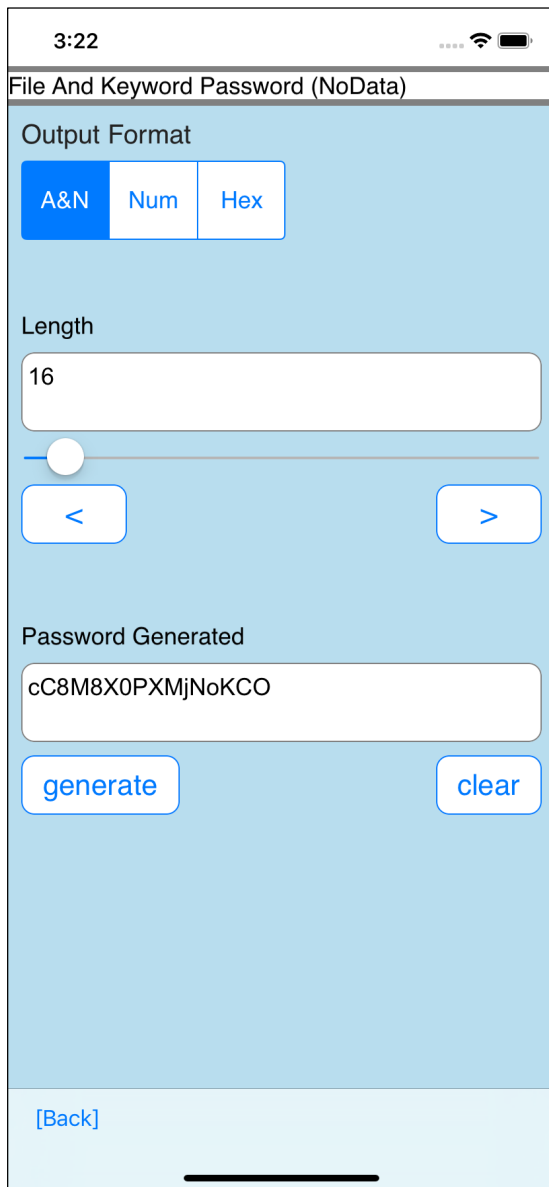 3:22
File And Keyword Password (NoData)
Output Format
A&N Num Hex
Length
16
< >
Password Generated
cC8M8X0PXMjNoKCO
generate clear
[Back]